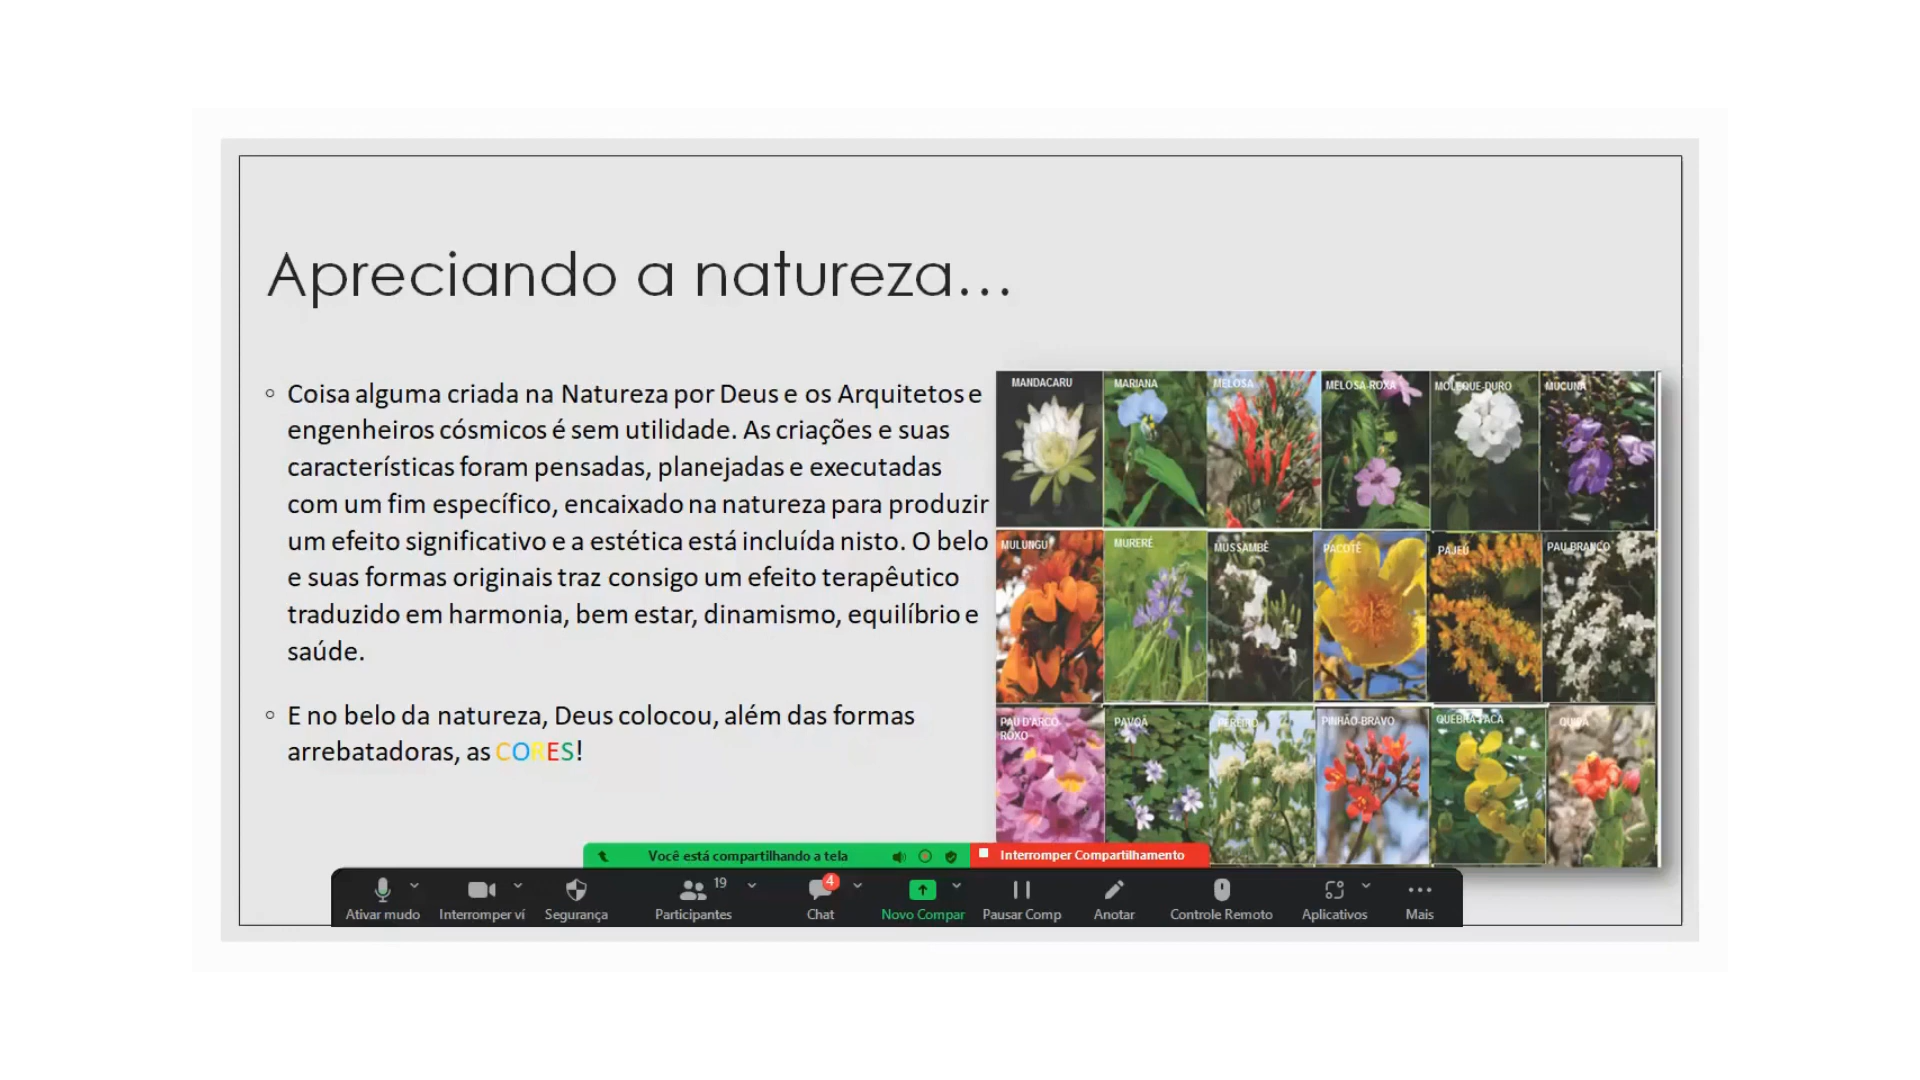 Apreciando a natureza...
Coisa alguma criada na Natureza por Deus e os Arquitetos e
engenheiros cósmicos é sem utilidade. As criações e suas
características foram pensadas, planejadas e executadas
com um fim específico, encaixado na natureza para produzir
um efeito significativo e a estética está incluída nisto. O belo
e suas formas originais traz consigo um efeito terapêutico
traduzido em harmonia, bem estar, dinamismo, equilíbrio e
saúde.
E no belo da natureza, Deus colocou, além das formas
arrebatadoras, as CORES!
MANDACARU
MARIANA
MELOSA
MELOSA-ROXA
MOLEQUE-DURO
MUCUNÃ
MULUNGU
MURERÉ
MUSSAMBÊ
PACOTÊ
PAJEÚ
PAU-BRANCO
PAU D'ARCO
ROXO
PAVOÃ
PEREIRO
PINHÃO-BRAVO
QUEBRA-FACA
QUIPÁ
Você está compartilhando a tela
Interromper Compartilhamento
Ativar mudo
Interromper ví
Segurança
19
Participantes
4
Chat
Novo Compar
Pausar Comp
Anotar
Controle Remoto
Aplicativos
Mais